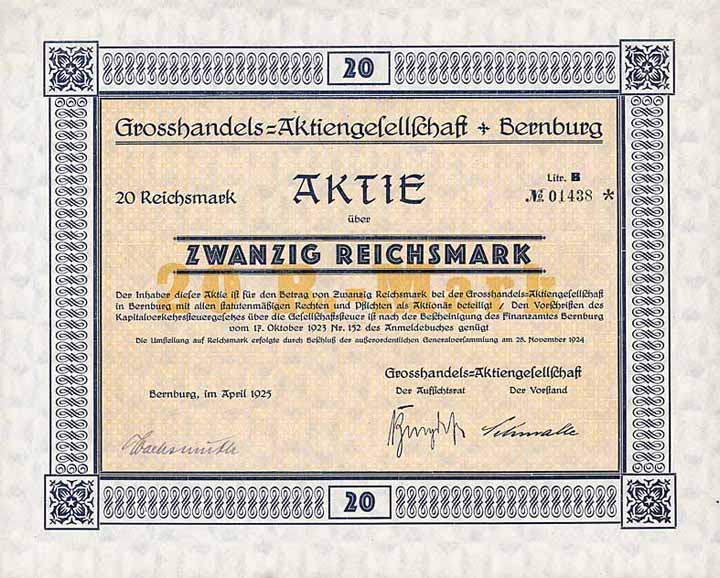 20
Grosshandels=Aktiengesellschaft + Bernburg
20 Reichsmark
AKTIE
Litr. B
№ 01438 *
über
ZWANZIG REICHSMARK
20 R.-Mark
Der Inhaber dieser Aktie ist für den Betrag von Zwanzig Reichsmark bei der Grosshandels=Aktiengesellschaft
in Bernburg mit allen statutenmäßigen Rechten und Pflichten als Aktionär beteiligt / Den Vorschriften des
Kapitalverkehrsteuergesetzes über die Gesellschaftssteuer ist nach der Bescheinigung des Finanzamtes Bernburg
vom 17. Oktober 1923 Nr. 152 des Anmeldebuches genügt
Die Umstellung auf Reichsmark erfolgte durch Beschluß der außerordentlichen Generalversammlung am 28. November 1924
Grosshandels=Aktiengesellschaft
Bernburg, im April 1925
Der Aufsichtsrat Der Vorstand
Schmalle
20